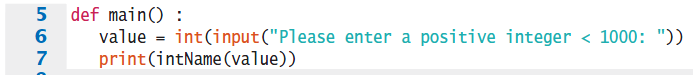 5 def main() :
6 value = int(input("Please enter a positive integer < 1000: "))
7 print(intName(value))